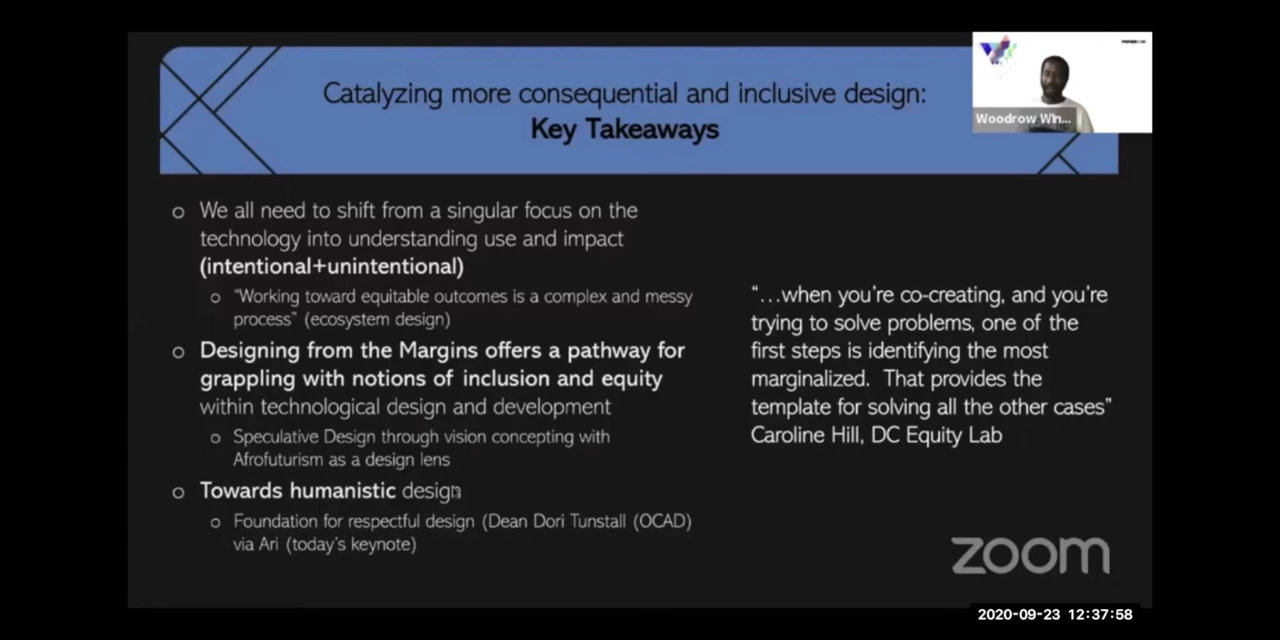 Catalyzing more consequential and inclusive design:
Key Takeaways
Woodrow WIn...
○ We all need to shift from a singular focus on the
technology into understanding use and impact
(intentional+unintentional)
○ “Working toward equitable outcomes is a complex and messy
process” (ecosystem design)
○ Designing from the Margins offers a pathway for
grappling with notions of inclusion and equity
within technological design and development
○ Speculative Design through vision concepting with
Afrofuturism as a design lens
○ Towards humanistic design
○ Foundation for respectful design (Dean Dori Tunstall (OCAD)
via Ari (today’s keynote)
“…when you’re co-creating, and you’re
trying to solve problems, one of the
first steps is identifying the most
marginalized. That provides the
template for solving all the other cases”
Caroline Hill, DC Equity Lab
zoom
2020-09-23 12:37:58